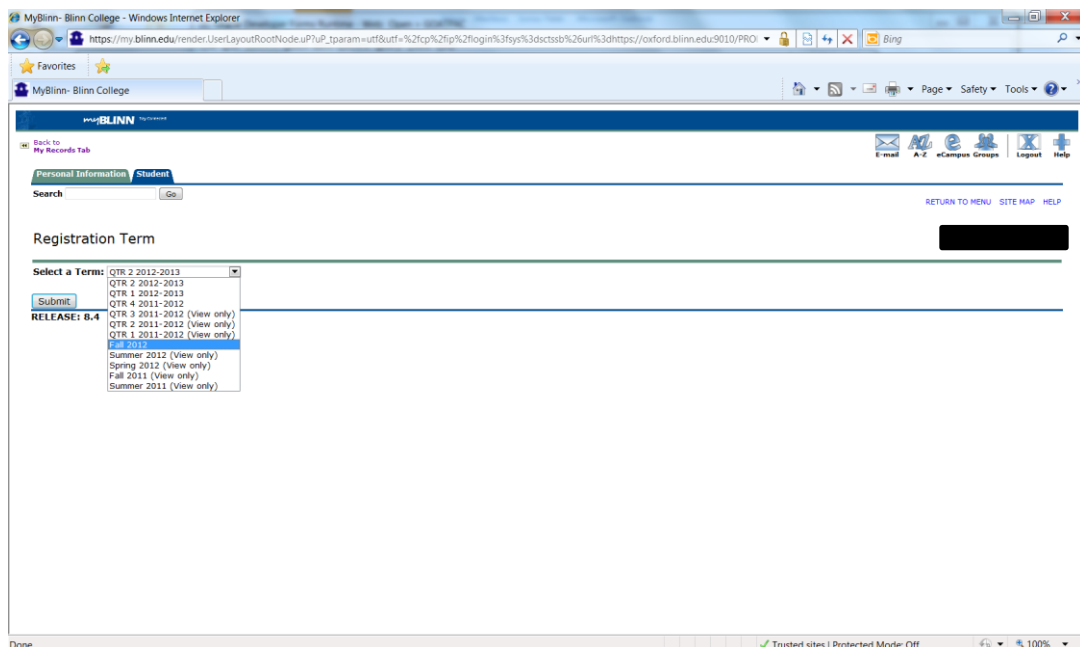 MyBlinn- Blinn College - Windows Internet Explorer
https://my.blinn.edu/render.UserLayoutRootNode.uP?uP_tparam=utf&utf=%2fcp%2fip%2flogin%3fsys%3dsctssb%26url%3dhttps://oxford.blinn.edu:9010/PRO
Bing
Favorites
MyBlinn- Blinn College
Page Safety Tools
myBLINN
Back to
My Records Tab
E-mail A-Z eCampus Groups Logout Help
Personal Information Student
Search Go
RETURN TO MENU SITE MAP HELP
Registration Term
Select a Term: QTR 2 2012-2013
QTR 2 2012-2013
QTR 1 2012-2013
Submit
QTR 4 2011-2012
QTR 3 2011-2012 (View only)
RELEASE: 8.4
QTR 2 2011-2012 (View only)
QTR 1 2011-2012 (View only)
Fall 2012
Summer 2012 (View only)
Spring 2012 (View only)
Fall 2011 (View only)
Summer 2011 (View only)
Done
Trusted sites | Protected Mode: Off
100%